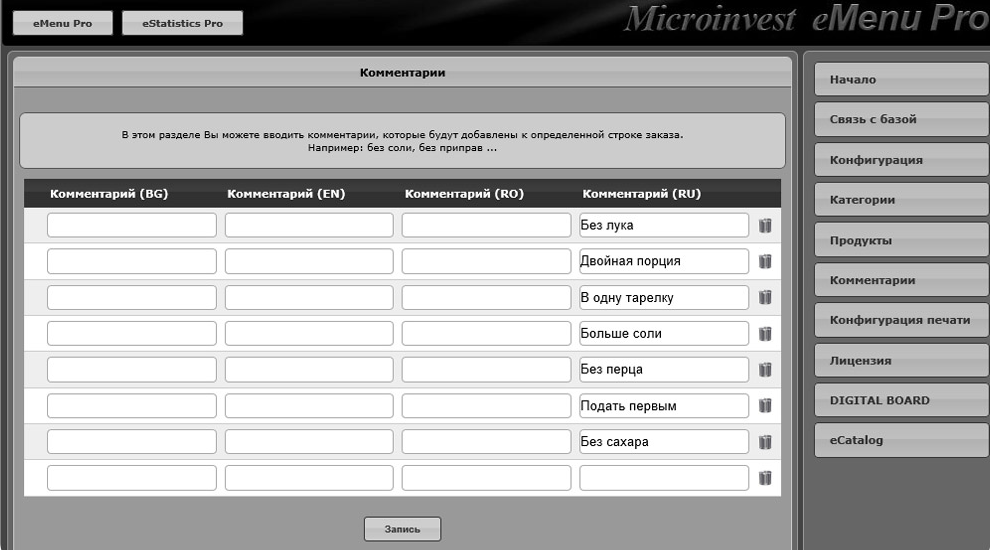 eMenu Pro eStatistics Pro Microinvest eMenu Pro
Комментарии
В этом разделе Вы можете вводить комментарии, которые будут добавлены к определенной строке заказа.
Например: без соли, без приправ ...
Комментарий (BG) Комментарий (EN) Комментарий (RO) Комментарий (RU)
Без лука
Двойная порция
В одну тарелку
Больше соли
Без перца
Подать первым
Без сахара
Запись
Начало
Связь с базой
Конфигурация
Категории
Продукты
Комментарии
Конфигурация печати
Лицензия
DIGITAL BOARD
eCatalog